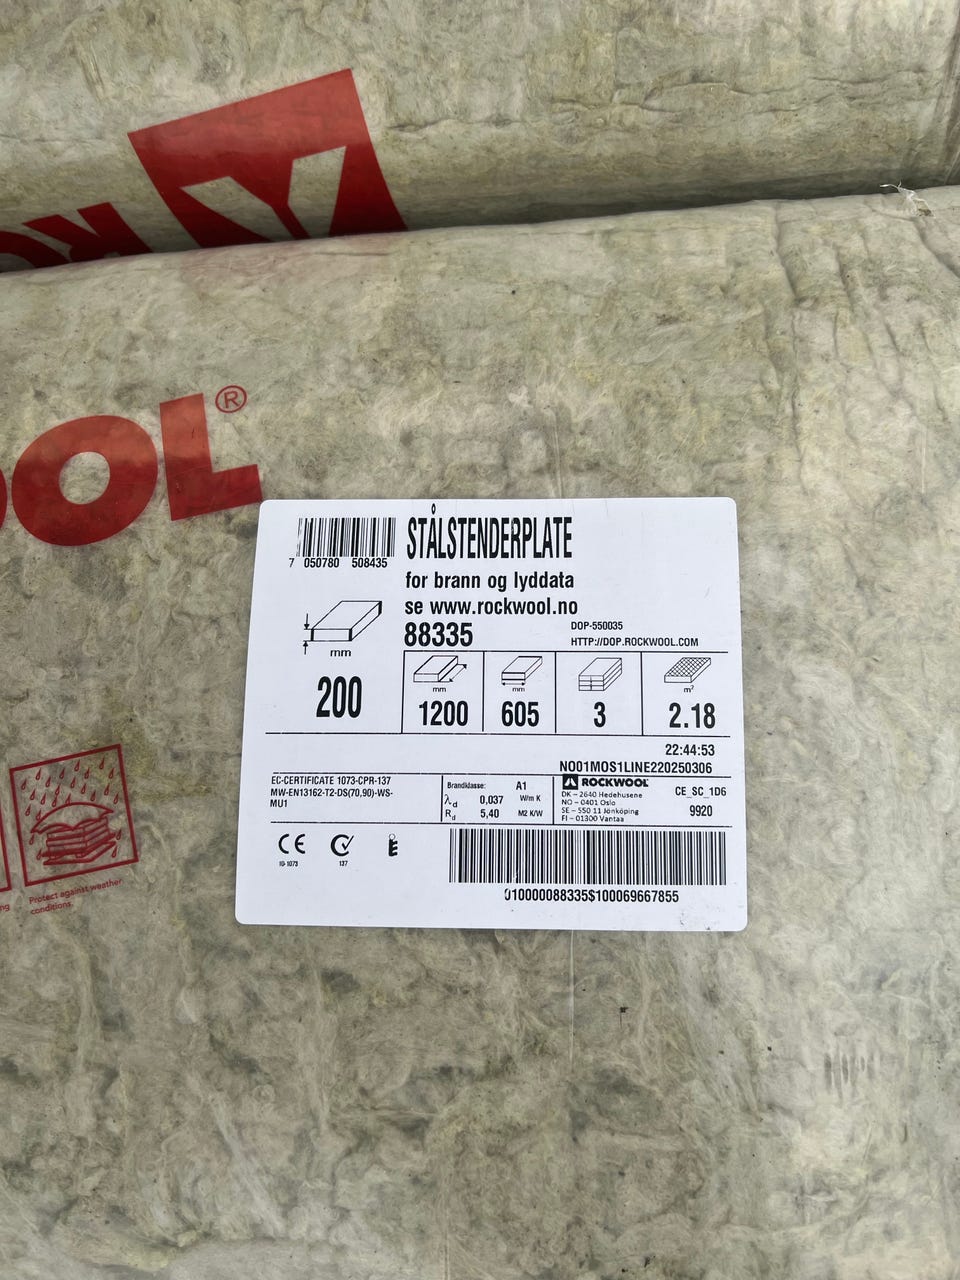 OOL®
7 050780 508435
STÅLSTENDERPLATE
for brann og lyddata
se www.rockwool.no
88335
DOP-550035
HTTP://DOP.ROCKWOOL.COM
mm
200
mm
1200
mm
605
3
m²
2.18
22:44:53
NO01MOS1LINE220250306
EC-CERTIFICATE 1073-CPR-137
MW-EN13162-T2-DS(70,90)-WS-
MU1
Brandklasse: A1
λd 0,037 W/m K
Rd 5,40 M2 K/W
ROCKWOOL®
DK – 2640 Hedehusene
NO – 0401 Oslo
SE – 550 11 Jönköping
FI – 01300 Vantaa
CE_SC_1D6
9920
CE
10-1073
137
010000088335$100069667855
Protect against weather
conditions.